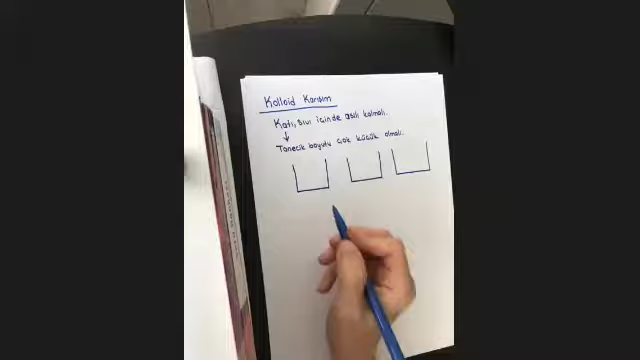 Kolloid Karışım
Katı, sıvı içinde asılı kalmalı.
Tanecik boyutu çok küçük olmalı.